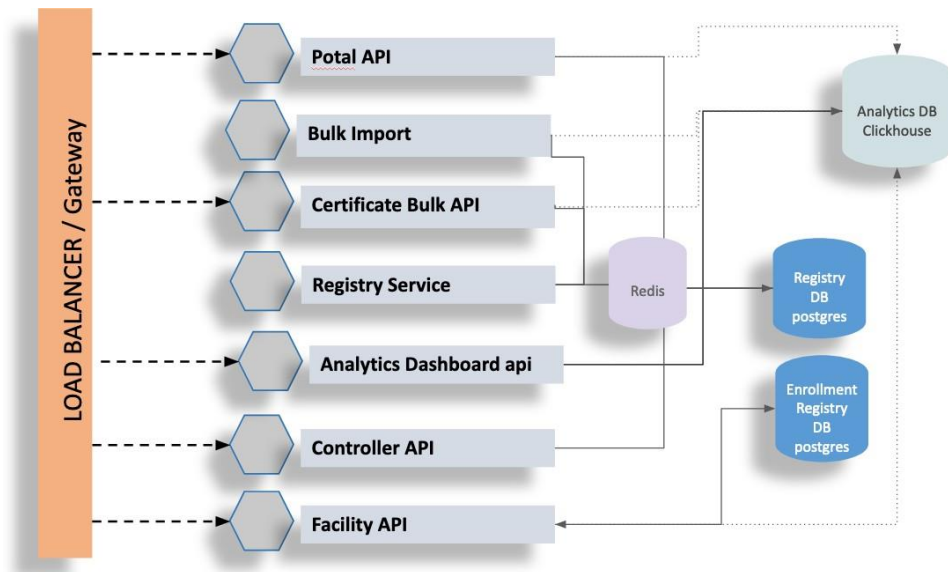 LOAD BALANCER / Gateway
Potal API
Bulk Import
Certificate Bulk API
Registry Service
Analytics Dashboard api
Controller API
Facility API
Redis
Analytics DB
Clickhouse
Registry
DB
postgres
Enrollment
Registry
DB
postgres